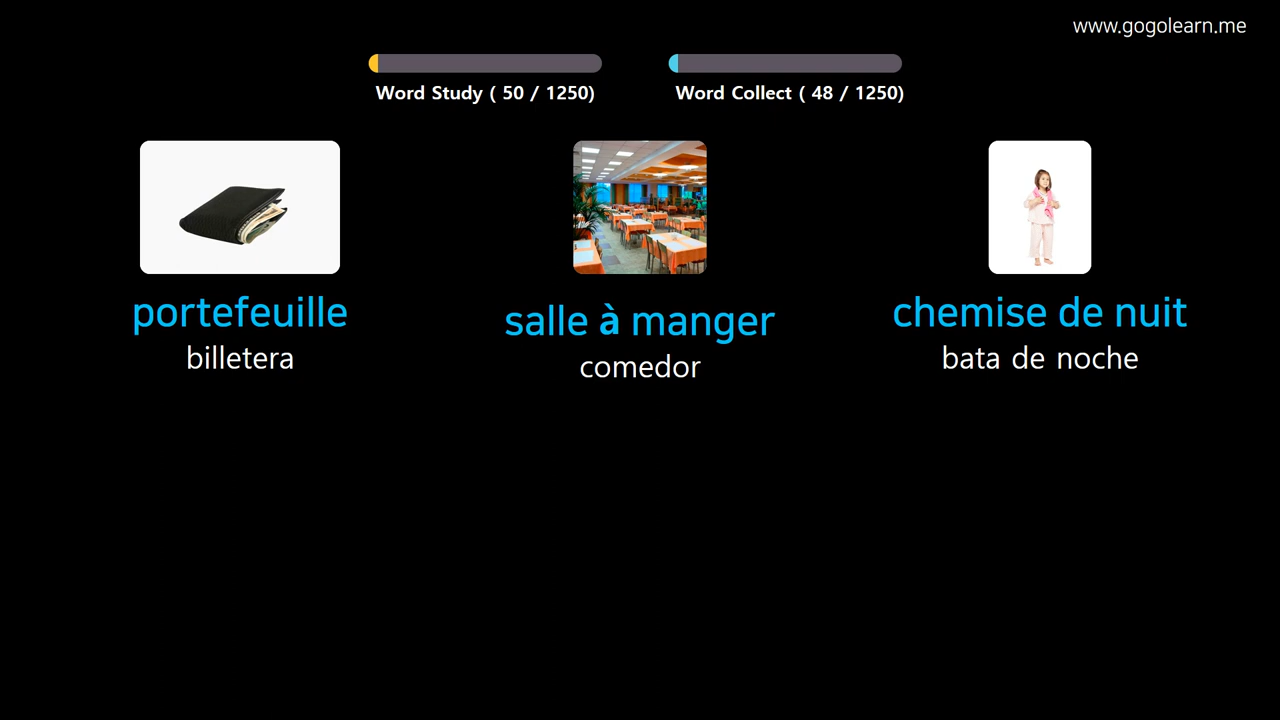 www.gogolearn.me
Word Study ( 50 / 1250)
Word Collect ( 48 / 1250)
portefeuille
billetera
salle à manger
comedor
chemise de nuit
bata de noche